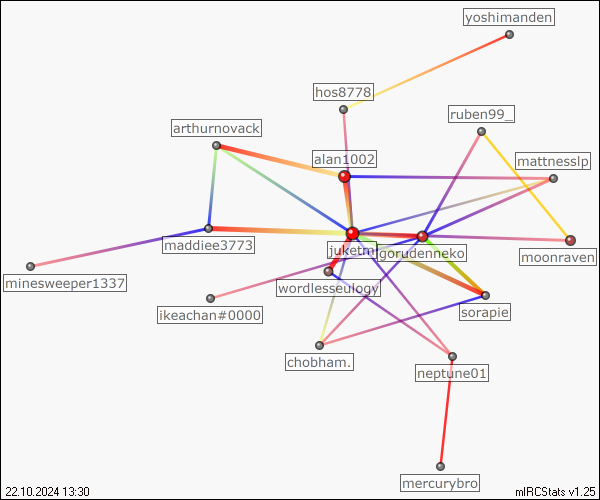 yoshimanden
hos8778
ruben99_
arthurnovack
alan1002
mattnesslp
maddiee3773
gorudenneko
moonraven
minesweeper1337
wordlesseulogy
ikeachan#0000
sorapie
chobham.
neptune01
mercurybro
22.10.2024 13:30
mIRCStats v1.25